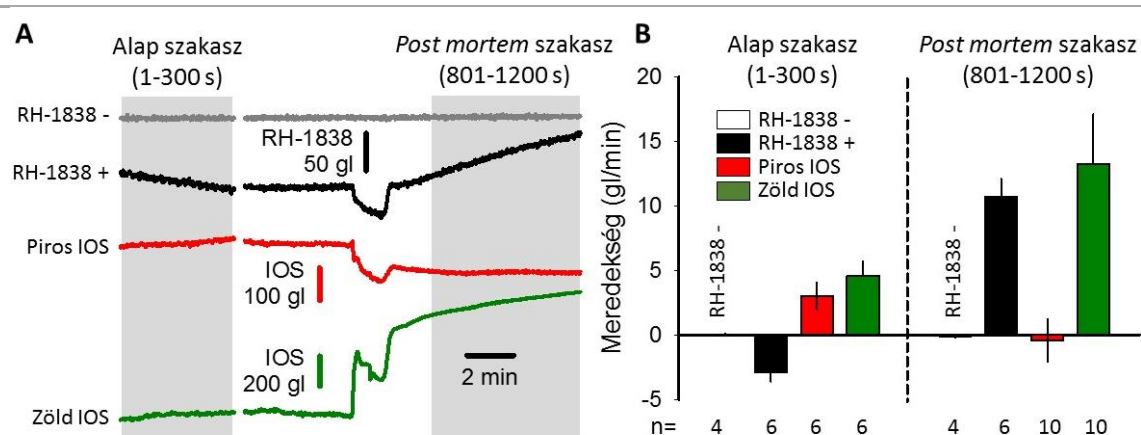 A
Alap szakasz
(1-300 s)
Post mortem szakasz
(801-1200 s)
RH-1838 -
RH-1838
50 gl
RH-1838 +
Piros IOS
IOS
100 gl
IOS
200 gl
2 min
Zöld IOS
B
Alap szakasz
(1-300 s)
Post mortem szakasz
(801-1200 s)
Meredekség (gl/min)
20
15
10
5
0
-5
RH-1838 -
RH-1838 +
Piros IOS
Zöld IOS
RH-1838 -
RH-1838 -
n= 4 6 6 6 4 6 10 10